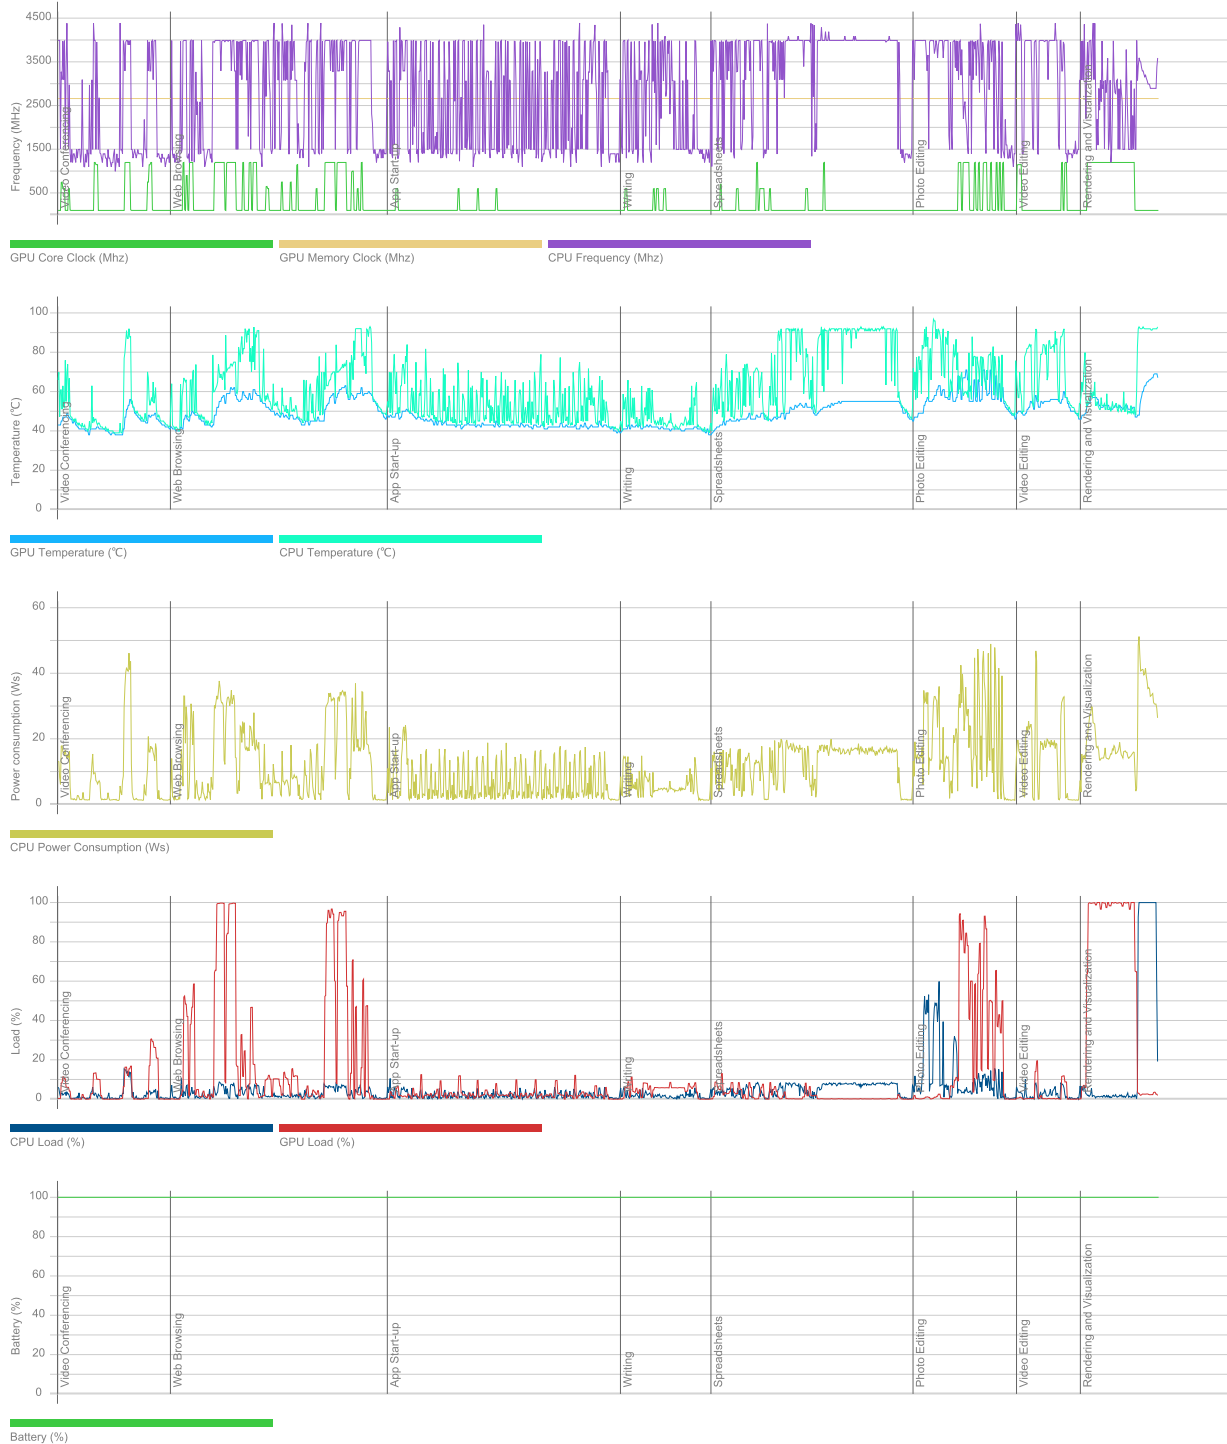 Frequency (MHz)
4500
3500
2500
1500
500
Video Conferencing
Web Browsing
App Start-up
Writing
Spreadsheets
Photo Editing
Video Editing
Rendering and Visualization
GPU Core Clock (Mhz)
GPU Memory Clock (Mhz)
CPU Frequency (Mhz)
Temperature (℃)
100
80
60
40
20
0
Video Conferencing
Web Browsing
App Start-up
Writing
Spreadsheets
Photo Editing
Video Editing
Rendering and Visualization
GPU Temperature (℃)
CPU Temperature (℃)
Power consumption (Ws)
60
40
20
0
Video Conferencing
Web Browsing
App Start-up
Writing
Spreadsheets
Photo Editing
Video Editing
Rendering and Visualization
CPU Power Consumption (Ws)
Load (%)
100
80
60
40
20
0
Video Conferencing
Web Browsing
App Start-up
Writing
Spreadsheets
Photo Editing
Video Editing
Rendering and Visualization
CPU Load (%)
GPU Load (%)
Battery (%)
100
80
60
40
20
0
Video Conferencing
Web Browsing
App Start-up
Writing
Spreadsheets
Photo Editing
Video Editing
Rendering and Visualization
Battery (%)